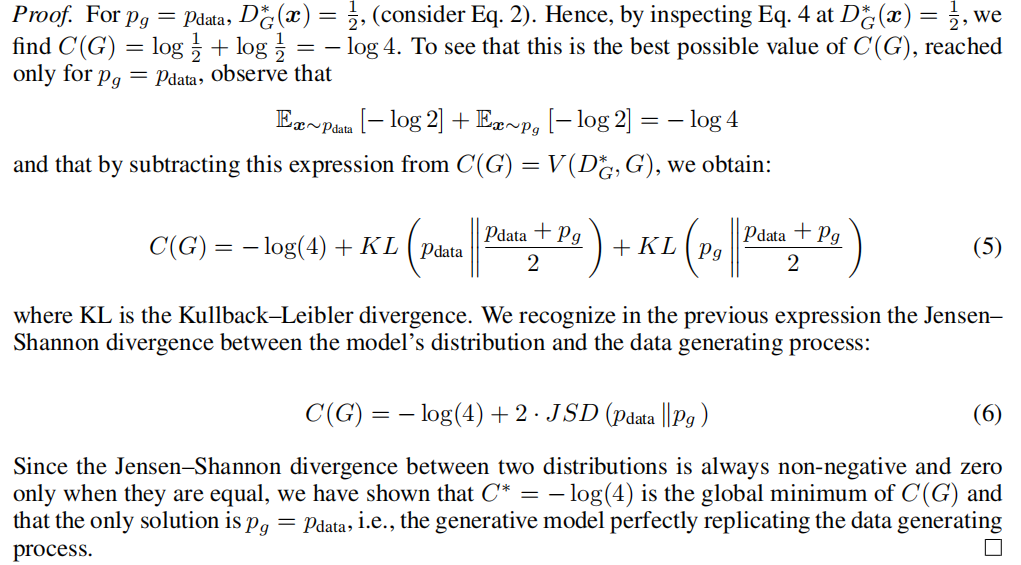 Proof. For $p_g = p_{\text{data}}$, $D^*_G(\boldsymbol{x}) = \frac{1}{2}$, (consider Eq. 2). Hence, by inspecting Eq. 4 at $D^*_G(\boldsymbol{x}) = \frac{1}{2}$, we
find $C(G) = \log \frac{1}{2} + \log \frac{1}{2} = -\log 4$. To see that this is the best possible value of $C(G)$, reached
only for $p_g = p_{\text{data}}$, observe that
$\mathbb{E}_{\boldsymbol{x} \sim p_{\text{data}}} [-\log 2] + \mathbb{E}_{\boldsymbol{x} \sim p_g} [-\log 2] = -\log 4$
and that by subtracting this expression from $C(G) = V(D^*_G, G)$, we obtain:
$C(G) = -\log(4) + KL \left( p_{\text{data}} \middle\| \frac{p_{\text{data}} + p_g}{2} \right) + KL \left( p_g \middle\| \frac{p_{\text{data}} + p_g}{2} \right)$ (5)
where KL is the Kullback–Leibler divergence. We recognize in the previous expression the Jensen–
Shannon divergence between the model's distribution and the data generating process:
$C(G) = -\log(4) + 2 \cdot JSD \left( p_{\text{data}} \| p_g \right)$ (6)
Since the Jensen–Shannon divergence between two distributions is always non-negative and zero
only when they are equal, we have shown that $C^* = -\log(4)$ is the global minimum of $C(G)$ and
that the only solution is $p_g = p_{\text{data}}$, i.e., the generative model perfectly replicating the data generating
process. □